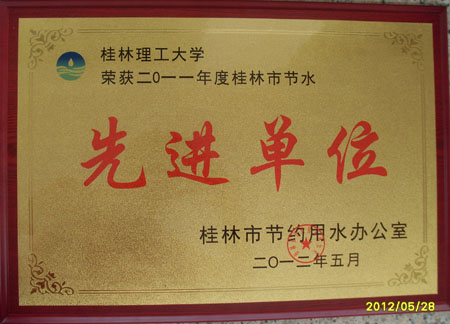 桂林理工大学
荣获二0一一年度桂林市节水
先进单位
桂林市节约用水办公室
二0一二年五月
2012/05/28